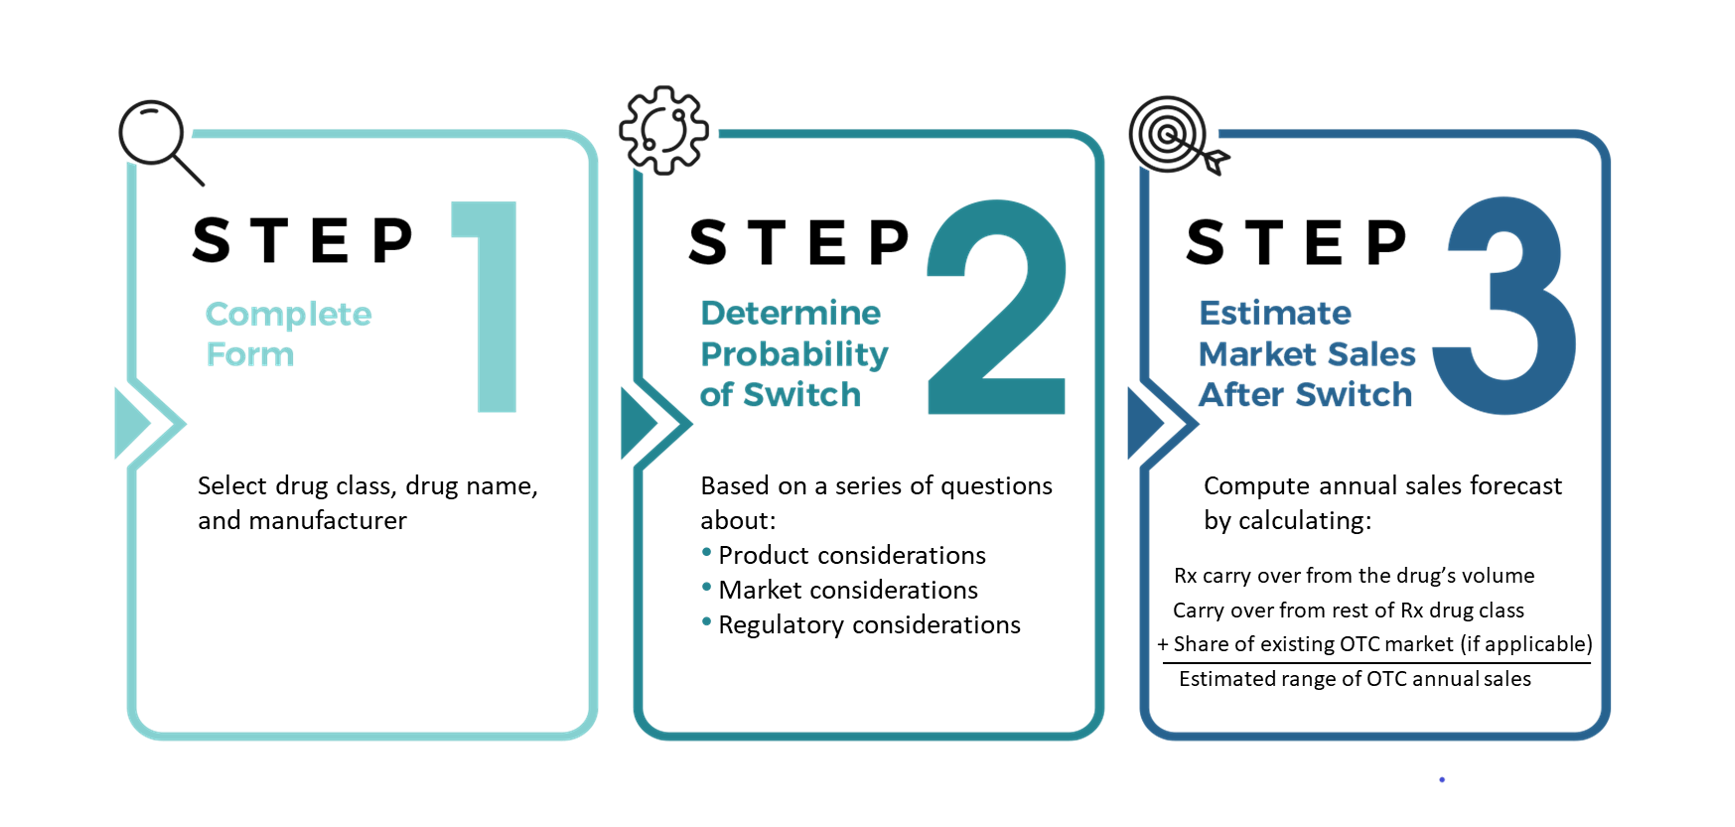 STEP 1
Complete
Form
Select drug class, drug name,
and manufacturer
STEP 2
Determine
Probability
of Switch
Based on a series of questions
about:
• Product considerations
• Market considerations
• Regulatory considerations
STEP 3
Estimate
Market Sales
After Switch
Compute annual sales forecast
by calculating:
Rx carry over from the drug’s volume
Carry over from rest of Rx drug class
+ Share of existing OTC market (if applicable)
Estimated range of OTC annual sales